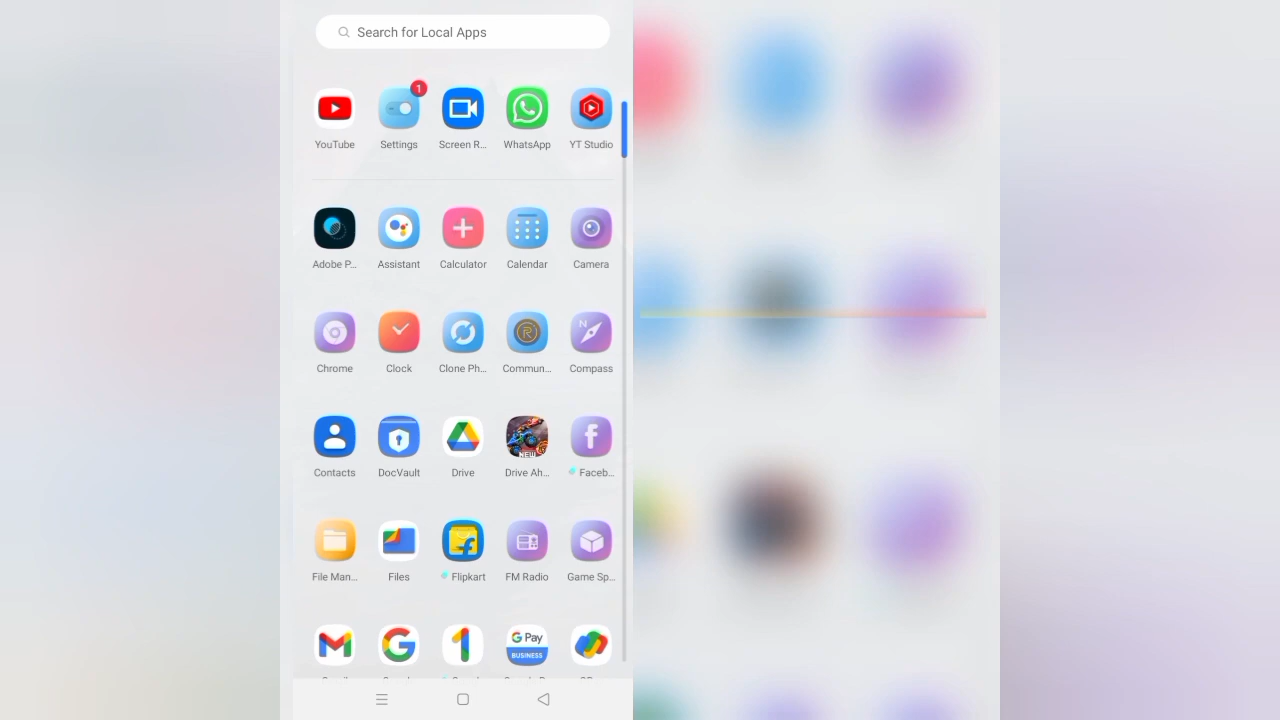 Search for Local Apps
1
YouTube Settings Screen R... WhatsApp YT Studio
Adobe P... Assistant Calculator Calendar Camera
N
R
Chrome Clock Clone Ph... Commun... Compass
NEW
Contacts DocVault Drive Drive Ah... Faceb...
File Man... Files Flipkart FM Radio Game Sp...
G Pay
BUSINESS